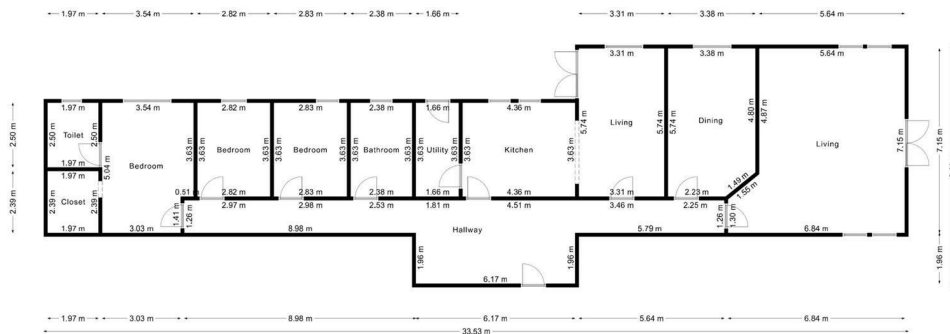 1.97 m 3.54 m 2.82 m 2.83 m 2.38 m 1.66 m 3.31 m 3.38 m 5.64 m
3.31 m 3.38 m 5.64 m
1.97 m 3.54 m 2.82 m 2.83 m 2.38 m 1.66 m 4.36 m
2.50 m 2.50 m Toilet 2.50 m 3.63 m 3.63 m 3.63 m 3.63 m 3.63 m 3.63 m 3.63 m 3.63 m 3.63 m 3.63 m 5.74 m 5.74 m 5.74 m 4.80 m 4.87 m 7.15 m 7.15 m
Living Dining Living
Bedroom Bedroom Bedroom Bathroom Utility Kitchen
1.97 m 5.04 m
1.97 m 1.49 m 1.55 m
2.39 m 2.39 m Closet 2.39 m 0.51 m 2.82 m 2.83 m 2.38 m 1.66 m 4.36 m 3.31 m 2.23 m
1.41 m 1.26 m 2.97 m 2.98 m 2.53 m 1.81 m 4.51 m 3.46 m 2.25 m 1.26 m 1.30 m
1.97 m 3.03 m 8.98 m Hallway 5.79 m 6.84 m
1.96 m 1.96 m 1.96 m
6.17 m
1.97 m 3.03 m 8.98 m 6.17 m 5.64 m 6.84 m
33.53 m